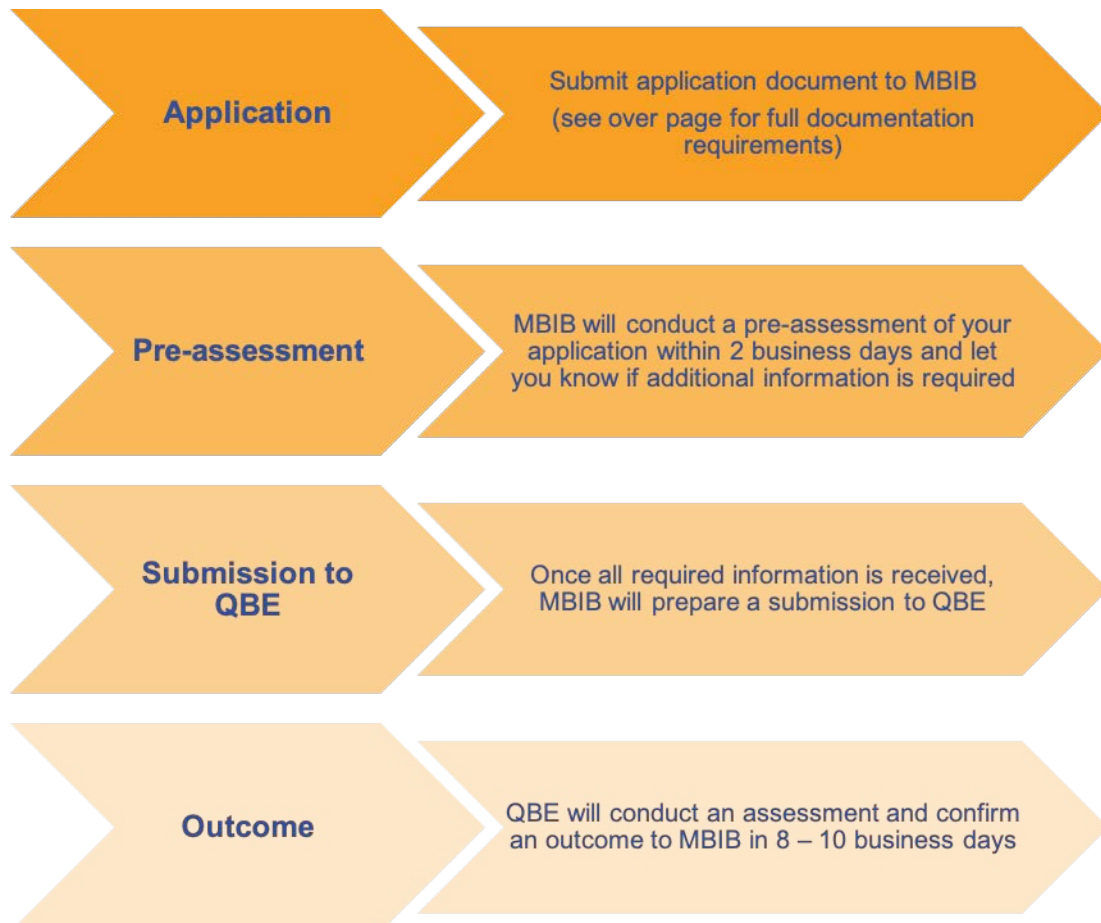 Application
Submit application document to MBIB
(see over page for full documentation
requirements)
Pre-assessment
MBIB will conduct a pre-assessment of your
application within 2 business days and let
you know if additional information is required
Submission to
QBE
Once all required information is received,
MBIB will prepare a submission to QBE
Outcome
QBE will conduct an assessment and confirm
an outcome to MBIB in 8 – 10 business days